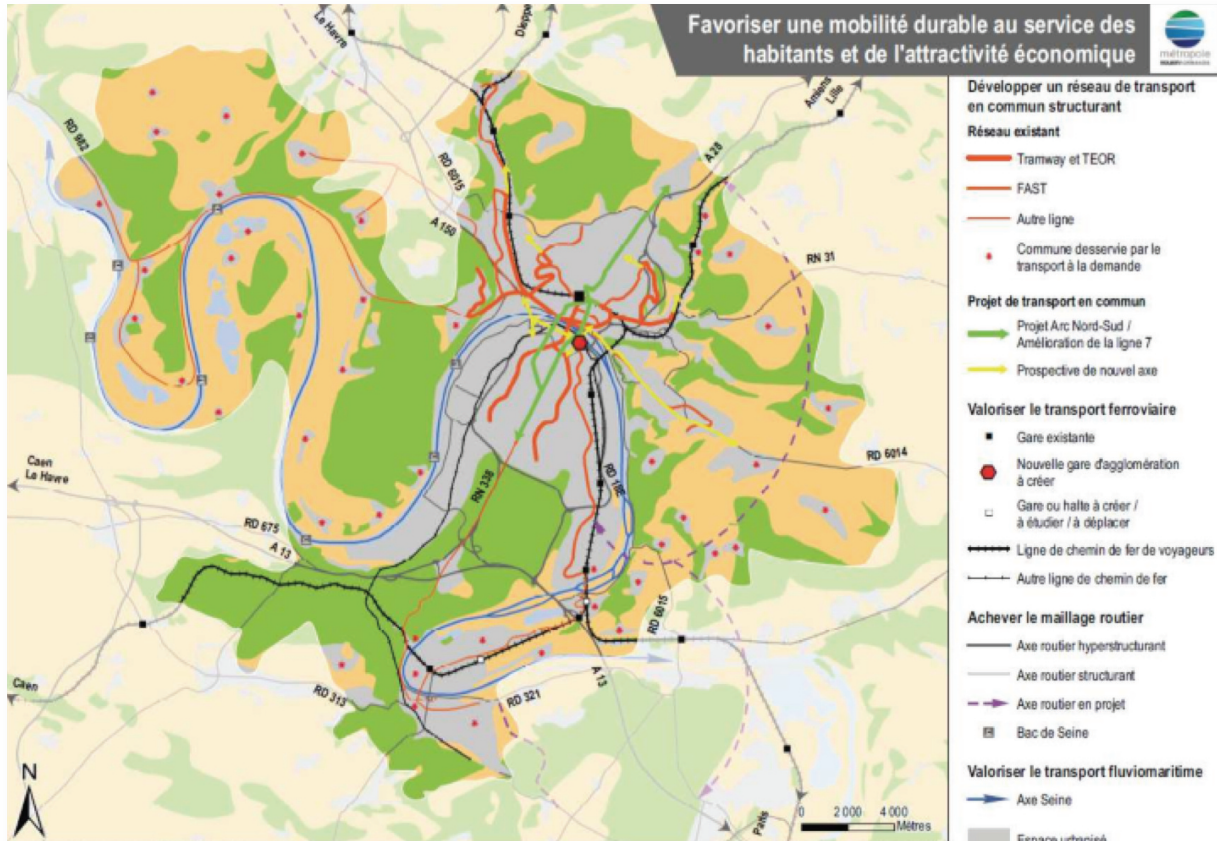 Favoriser une mobilité durable au service des
habitants et de l'attractivité économique
métropole
ROUENNORMANDIE
Développer un réseau de transport
en commun structurant
Réseau existant
Tramway et TEOR
FAST
Autre ligne
Commune desservie par le
transport à la demande
Projet de transport en commun
Projet Arc Nord-Sud /
Amélioration de la ligne 7
Prospective de nouvel axe
Valoriser le transport ferroviaire
Gare existante
Nouvelle gare d'agglomération
à créer
Gare ou halte à créer /
à étudier / à déplacer
Ligne de chemin de fer de voyageurs
Autre ligne de chemin de fer
Achever le maillage routier
Axe routier hyperstructurant
Axe routier structurant
Axe routier en projet
Bac de Seine
Valoriser le transport fluviomaritime
Axe Seine
Espace urbanisé
Le Havre
Dieppe
Amiens
Lille
RD 982
RD 6015
A 150
A 28
RN 31
RD 6014
Caen
Le Havre
RD 675
A 13
RN 338
RD 18E
RD 6015
Caen
RD 313
RD 321
A 13
Paris
N
0 2 000 4 000
Mètres